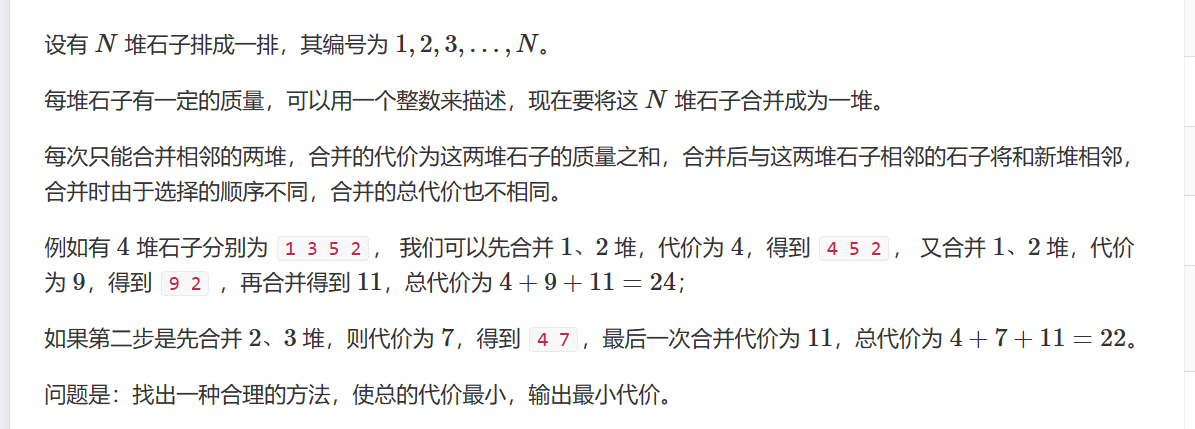 设有 N 堆石子排成一排，其编号为 1,2,3,…,N。
每堆石子有一定的质量，可以用一个整数来描述，现在要将这 N 堆石子合并成为一堆。
每次只能合并相邻的两堆，合并的代价为这两堆石子的质量之和，合并后与这两堆石子相邻的石子将和新堆相邻，
合并时由于选择的顺序不同，合并的总代价也不相同。
例如有 4 堆石子分别为 1 3 5 2， 我们可以先合并 1、2 堆，代价为 4，得到 4 5 2， 又合并 1、2 堆，代价
为 9，得到 9 2 ，再合并得到 11，总代价为 4 + 9 + 11 = 24；
如果第二步是先合并 2、3 堆，则代价为 7，得到 4 7，最后一次合并代价为 11，总代价为 4 + 7 + 11 = 22。
问题是：找出一种合理的方法，使总的代价最小，输出最小代价。